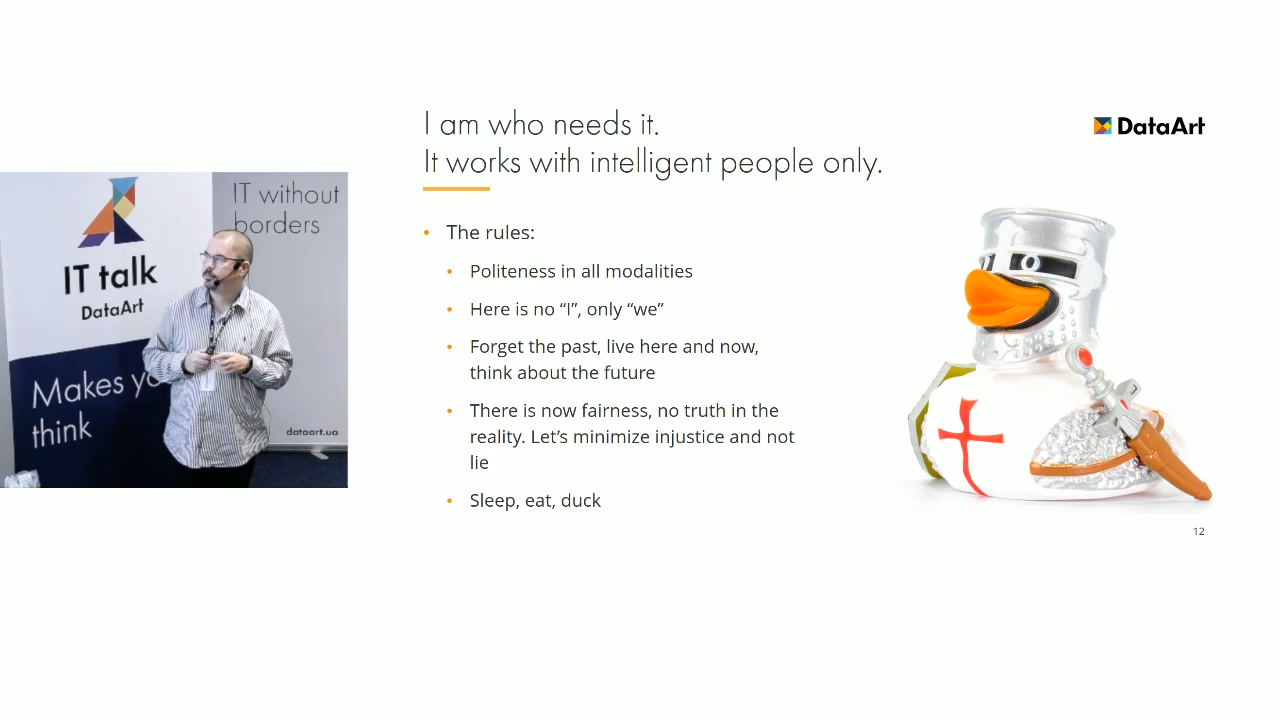 I am who needs it.
It works with intelligent people only.
DataArt
• The rules:
• Politeness in all modalities
• Here is no “I”, only “we”
• Forget the past, live here and now,
think about the future
• There is now fairness, no truth in the
reality. Let’s minimize injustice and not
lie
• Sleep, eat, duck
12
IT without
borders
IT talk
DataArt
Makes yo
think
dataart.ua